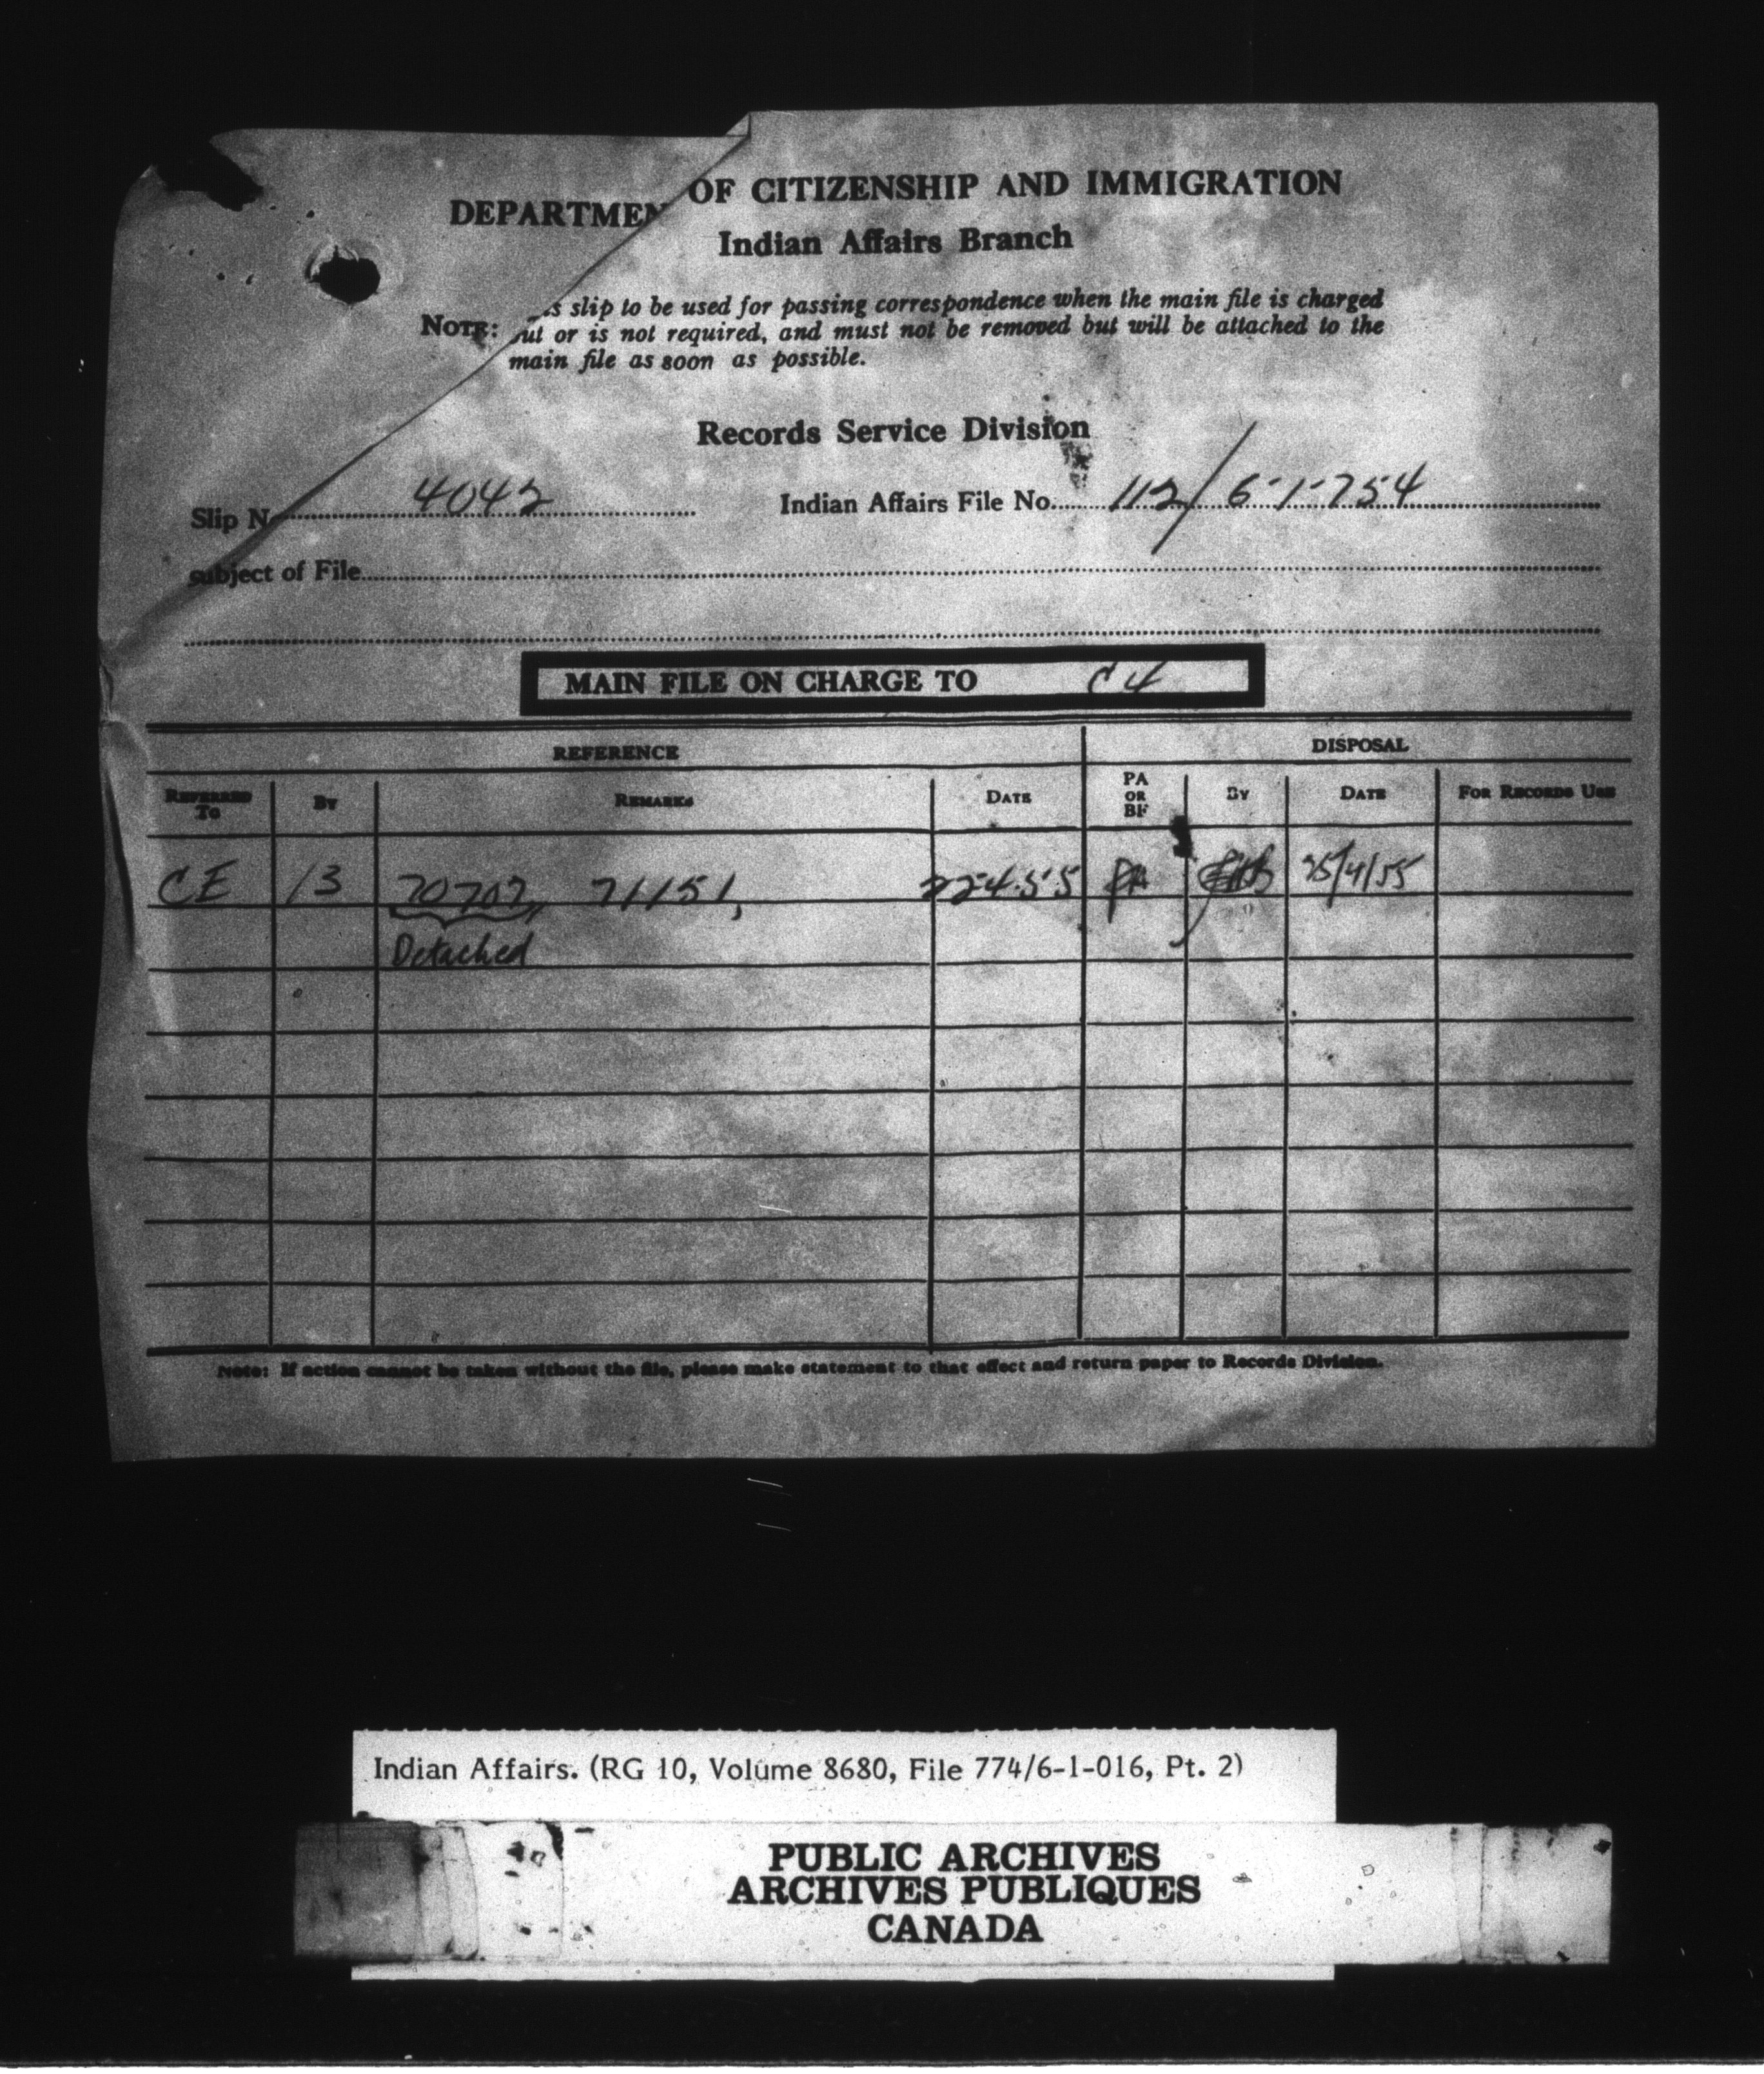 DEPARTMEN OF CITIZENSHIP AND IMMIGRATION
Indian Affairs Branch
NOTE: is slip to be used for passing correspondence when the main file is charged
out or is not required, and must not be removed but will be attached to the
main file as soon as possible.
Records Service Division
Slip N 4042 Indian Affairs File No. 112/6-1-754
Subject of File
MAIN FILE ON CHARGE TO C4
REFERENCE DISPOSAL
REFERRED TO BY REMARKS DATE PA OR BF BY DATE FOR RECORDS USE
CE 13 70707, 71151, 22-4-55 PA 25/4/55
Detached
Note: If action cannot be taken without the file, please make statement to that effect and return paper to Records Division.
Indian Affairs. (RG 10, Volume 8680, File 774/6-1-016, Pt. 2)
PUBLIC ARCHIVES
ARCHIVES PUBLIQUES
CANADA